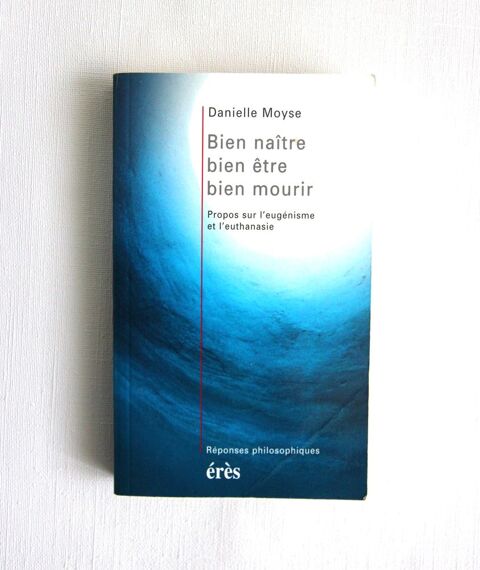 Danielle Moyse
Bien naître
bien être
bien mourir
Propos sur l'eugénisme
et l'euthanasie
Réponses philosophiques
érès